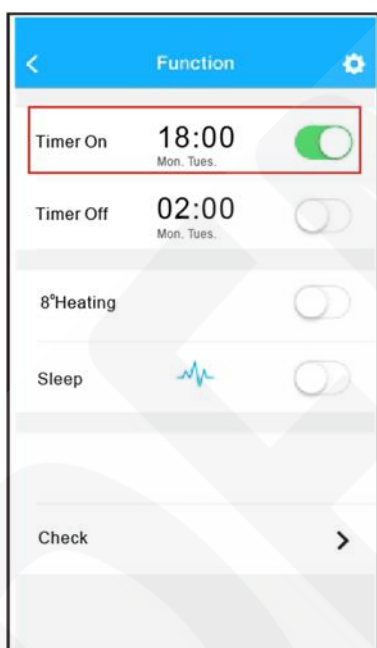 Function
Timer On 18:00
Mon. Tues.
Timer Off 02:00
Mon. Tues.
8°Heating
Sleep
Check